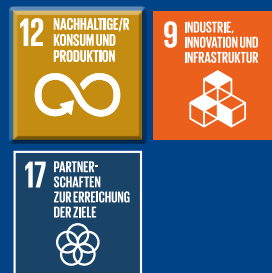 12 NACHHALTIGE/R
KONSUM UND
PRODUKTION
9 INDUSTRIE,
INNOVATION UND
INFRASTRUKTUR
17 PARTNER-
SCHAFTEN
ZUR ERREICHUNG
DER ZIELE